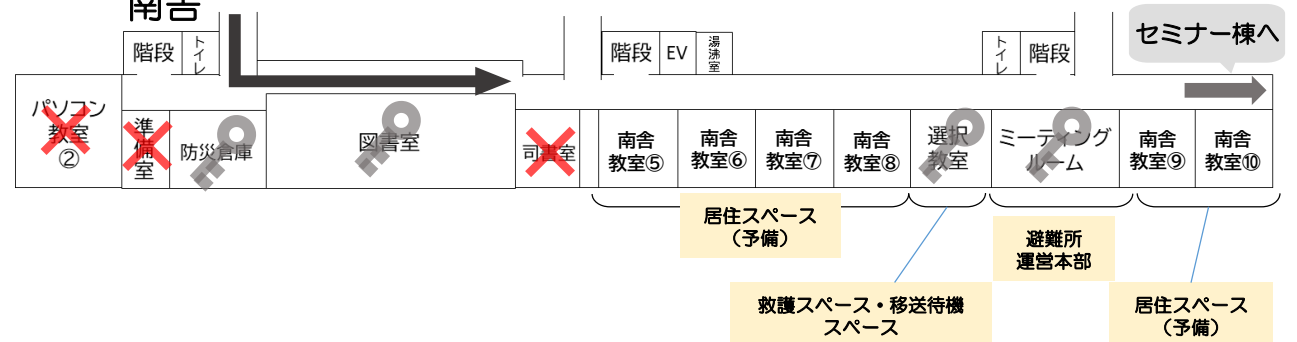 南舎
セミナー棟へ
階段
トイレ
階段
EV
湯沸室
トイレ
階段
パソコン
教室
②
準備室
防災倉庫
図書室
司書室
南舎
教室⑤
南舎
教室⑥
南舎
教室⑦
南舎
教室⑧
選択
教室
ミーティング
ルーム
南舎
教室⑨
南舎
教室⑩
居住スペース
（予備）
避難所
運営本部
救護スペース・移送待機
スペース
居住スペース
（予備）